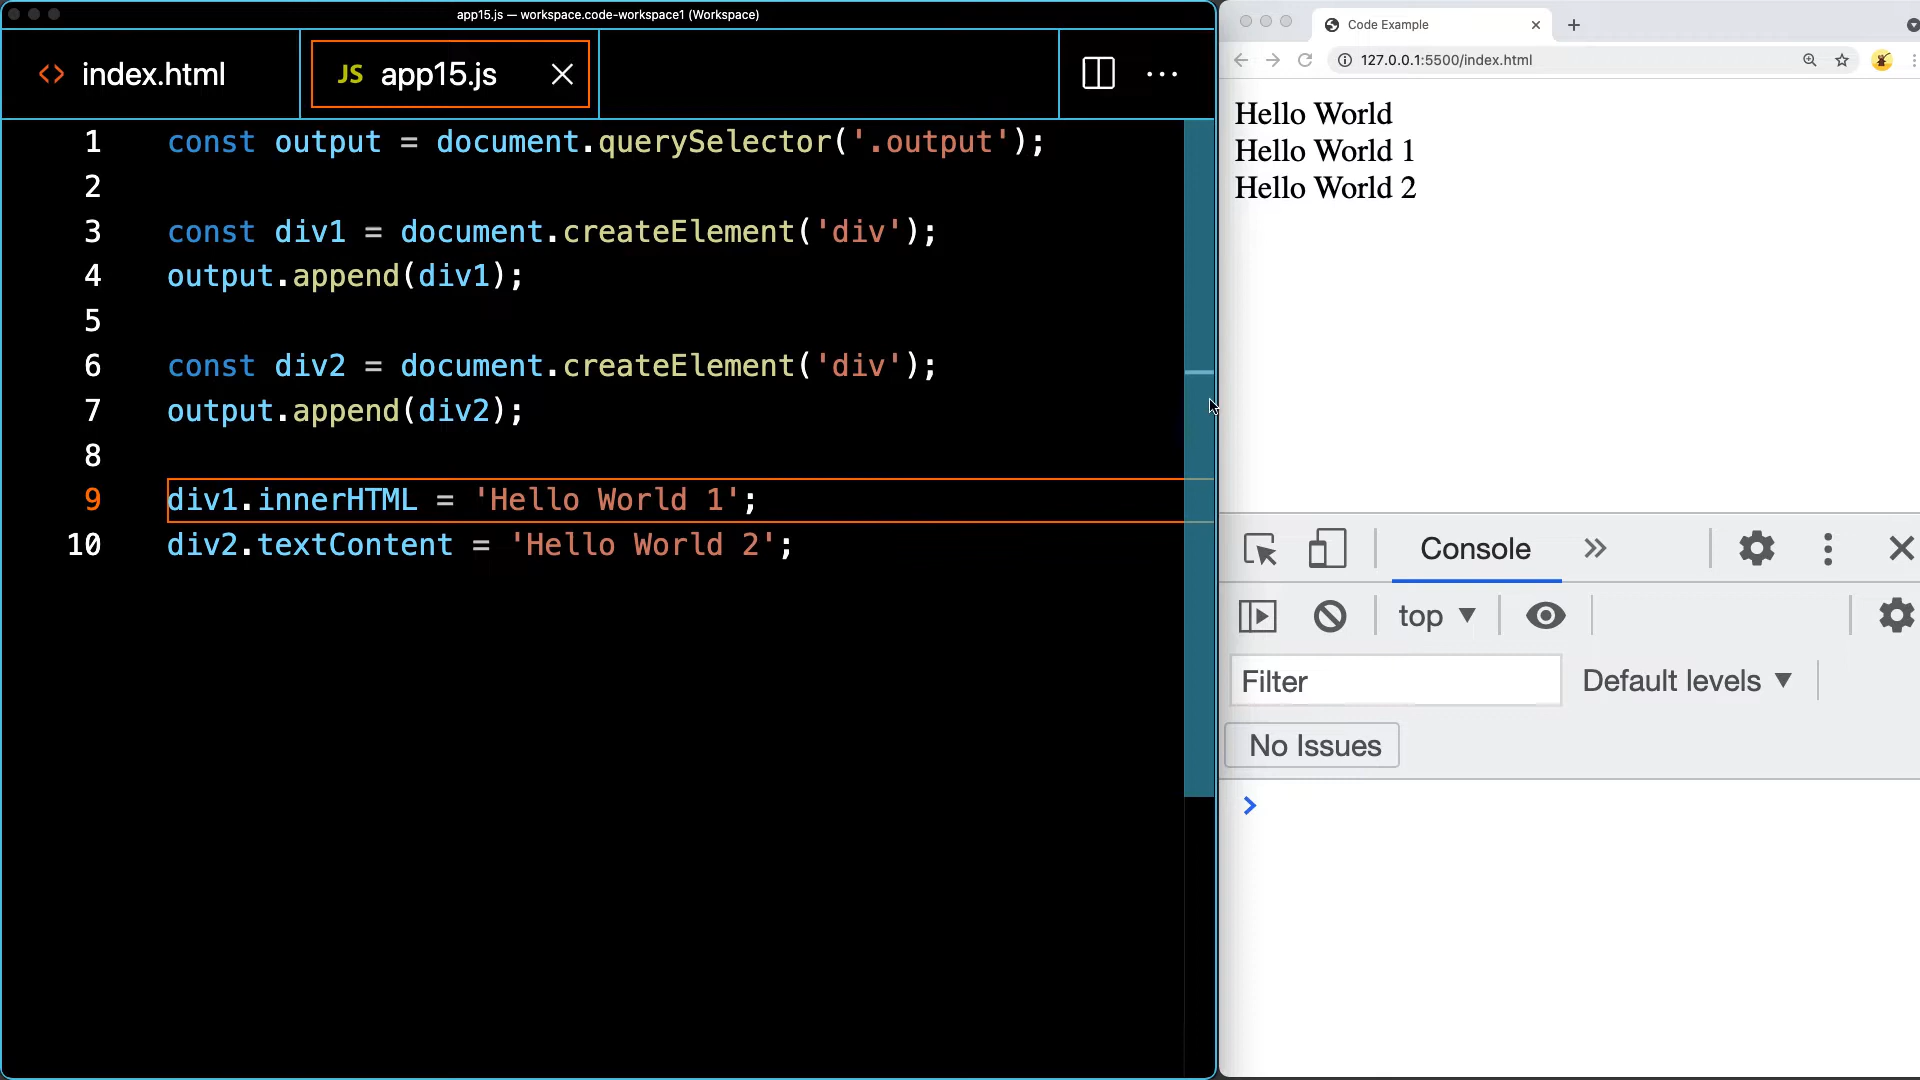 app15.js — workspace.code-workspace1 (Workspace)
<> index.html
JS app15.js
1 const output = document.querySelector('.output');
2
3 const div1 = document.createElement('div');
4 output.append(div1);
5
6 const div2 = document.createElement('div');
7 output.append(div2);
8
9 div1.innerHTML = 'Hello World 1';
10 div2.textContent = 'Hello World 2';
Code Example
127.0.0.1:5500/index.html
Hello World
Hello World 1
Hello World 2
Console
top
Filter
Default levels
No Issues